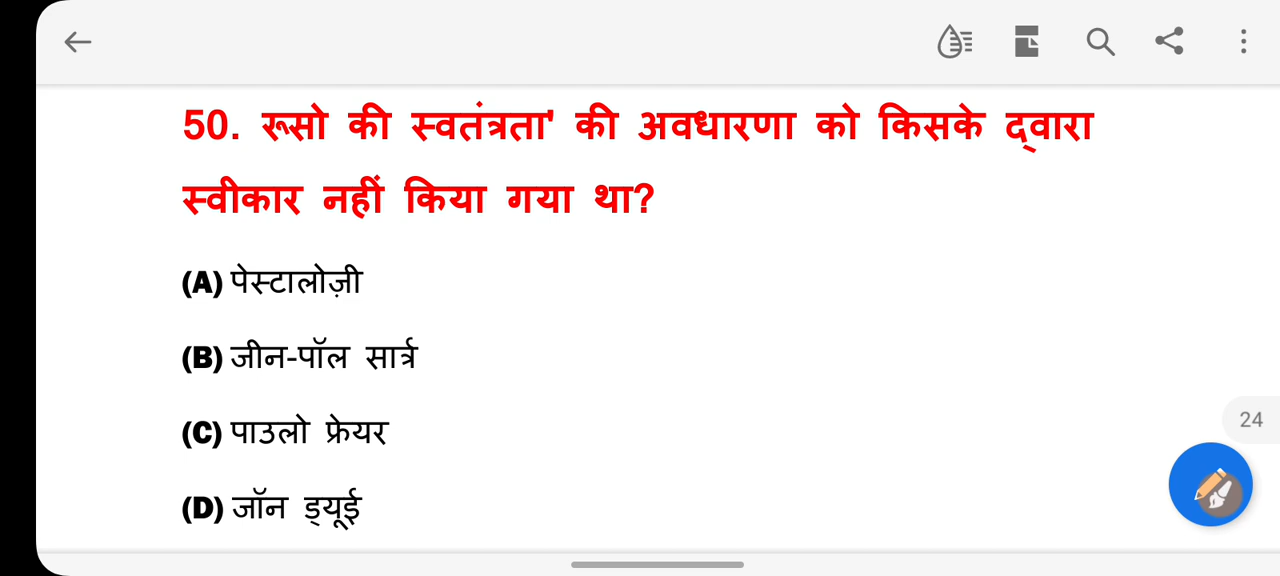 50. रूसो की स्वतंत्रता' की अवधारणा को किसके द्वारा
स्वीकार नहीं किया गया था?
(A) पेस्टालोज़ी
(B) जीन-पॉल सार्त्र
(C) पाउलो फ्रेयर
24
(D) जॉन ड्यूई